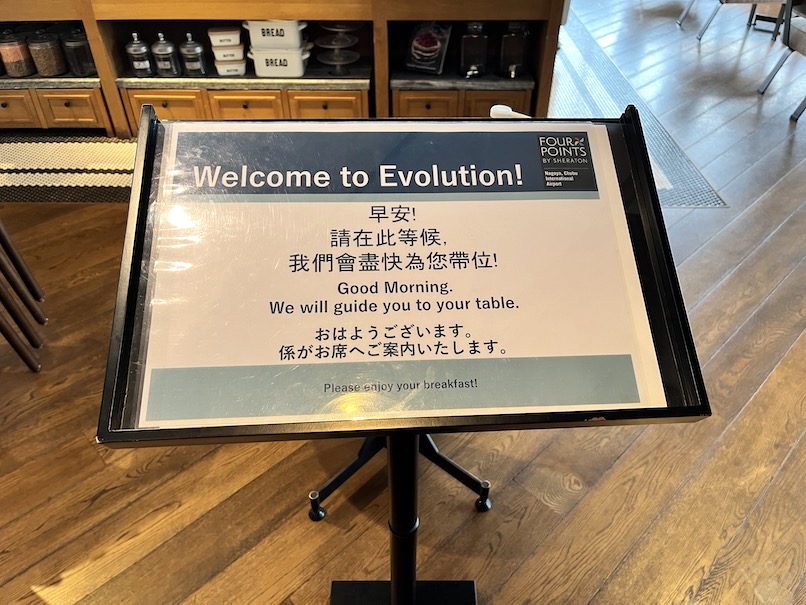 BREAD
BUTTER
BREAD
Welcome to Evolution!
FOUR POINTS
BY SHERATON
Nagoya, Chubu
International
Airport
早安!
請在此等候,
我們會盡快為您帶位!
Good Morning.
We will guide you to your table.
おはようございます。
係がお席へご案内いたします。
Please enjoy your breakfast!